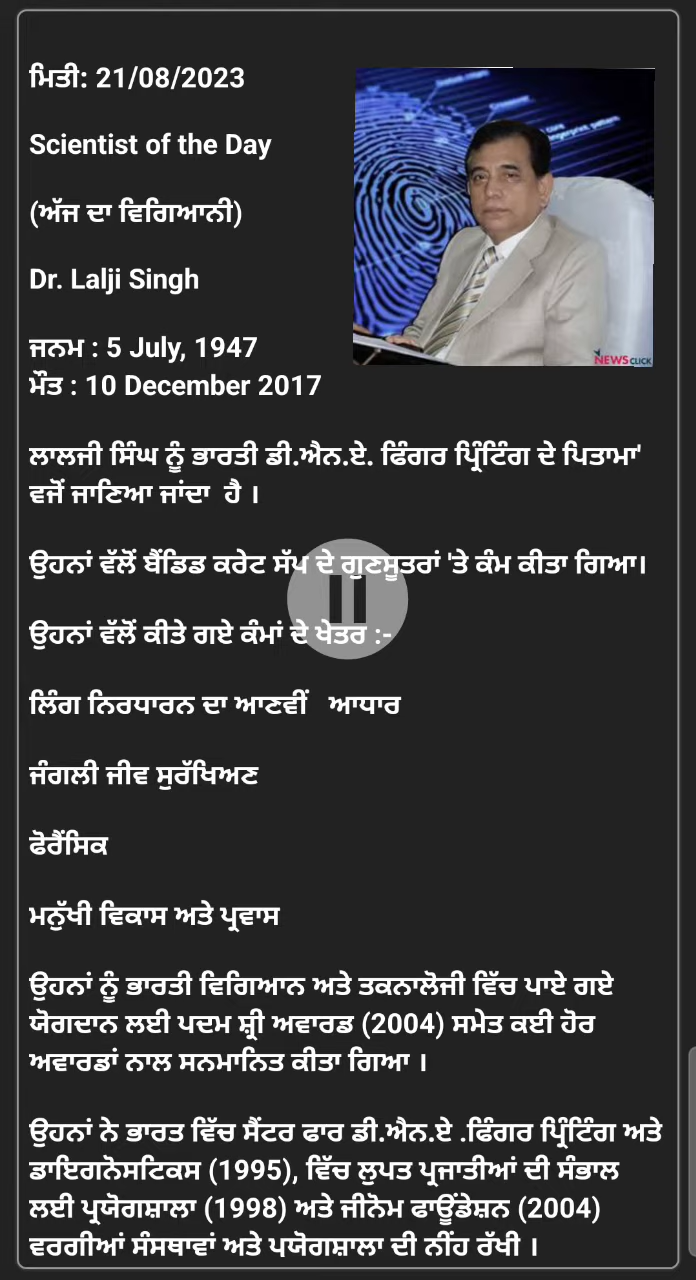 ਮਿਤੀ: 21/08/2023
Scientist of the Day
(ਅੱਜ ਦਾ ਵਿਗਿਆਨੀ)
Dr. Lalji Singh
ਜਨਮ : 5 July, 1947
ਮੌਤ : 10 December 2017
fingerprint pattern
NEWSCLICK
ਲਾਲਜੀ ਸਿੰਘ ਨੂੰ ਭਾਰਤੀ ਡੀ.ਐਨ.ਏ. ਫਿੰਗਰ ਪ੍ਰਿੰਟਿੰਗ ਦੇ ਪਿਤਾਮਾ'
ਵਜੋਂ ਜਾਣਿਆ ਜਾਂਦਾ ਹੈ ।
ਉਹਨਾਂ ਵੱਲੋਂ ਬੈਂਡਿਡ ਕਰੇਟ ਸੱਪ ਦੇ ਗੁਣਸੂਤਰਾਂ 'ਤੇ ਕੰਮ ਕੀਤਾ ਗਿਆ।
ਉਹਨਾਂ ਵੱਲੋਂ ਕੀਤੇ ਗਏ ਕੰਮਾਂ ਦੇ ਖੇਤਰ :-
ਲਿੰਗ ਨਿਰਧਾਰਨ ਦਾ ਆਣਵੀਂ ਆਧਾਰ
ਜੰਗਲੀ ਜੀਵ ਸੁਰੱਖਿਅਣ
ਫੋਰੈਂਸਿਕ
ਮਨੁੱਖੀ ਵਿਕਾਸ ਅਤੇ ਪ੍ਰਵਾਸ
ਉਹਨਾਂ ਨੂੰ ਭਾਰਤੀ ਵਿਗਿਆਨ ਅਤੇ ਤਕਨਾਲੋਜੀ ਵਿੱਚ ਪਾਏ ਗਏ
ਯੋਗਦਾਨ ਲਈ ਪਦਮ ਸ਼੍ਰੀ ਅਵਾਰਡ (2004) ਸਮੇਤ ਕਈ ਹੋਰ
ਅਵਾਰਡਾਂ ਨਾਲ ਸਨਮਾਨਿਤ ਕੀਤਾ ਗਿਆ ।
ਉਹਨਾਂ ਨੇ ਭਾਰਤ ਵਿੱਚ ਸੈਂਟਰ ਫਾਰ ਡੀ.ਐਨ.ਏ .ਫਿੰਗਰ ਪ੍ਰਿੰਟਿੰਗ ਅਤੇ
ਡਾਇਗਨੋਸਟਿਕਸ (1995), ਵਿੱਚ ਲੁਪਤ ਪ੍ਰਜਾਤੀਆਂ ਦੀ ਸੰਭਾਲ
ਲਈ ਪ੍ਰਯੋਗਸ਼ਾਲਾ (1998) ਅਤੇ ਜੀਨੋਮ ਫਾਊਂਡੇਸ਼ਨ (2004)
ਵਰਗੀਆਂ ਸੰਸਥਾਵਾਂ ਅਤੇ ਪਯੋਗਸ਼ਾਲਾ ਦੀ ਨੀਂਹ ਰੱਖੀ ।